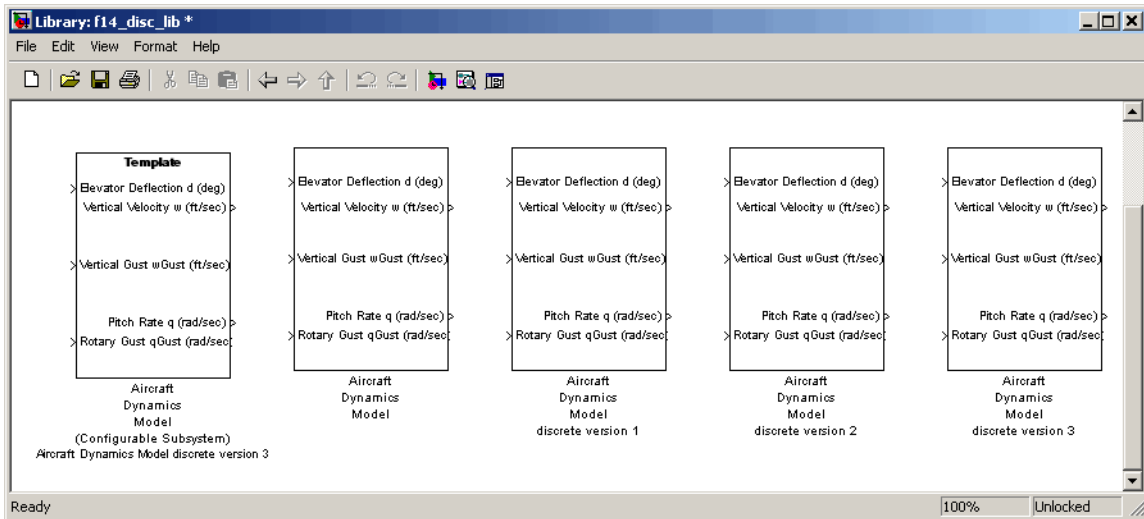 Library: f14_disc_lib *
File Edit View Format Help
Template
Elevator Deflection d (deg)
Vertical Velocity w (ft/sec)
Vertical Gust wGust (ft/sec)
Pitch Rate q (rad/sec)
Rotary Gust qGust (rad/sec)
Aircraft
Dynamics
Model
(Configurable Subsystem)
Aircraft Dynamics Model discrete version 3
Elevator Deflection d (deg)
Vertical Velocity w (ft/sec)
Vertical Gust wGust (ft/sec)
Pitch Rate q (rad/sec)
Rotary Gust qGust (rad/sec)
Aircraft
Dynamics
Model
Elevator Deflection d (deg)
Vertical Velocity w (ft/sec)
Vertical Gust wGust (ft/sec)
Pitch Rate q (rad/sec)
Rotary Gust qGust (rad/sec)
Aircraft
Dynamics
Model
discrete version 1
Elevator Deflection d (deg)
Vertical Velocity w (ft/sec)
Vertical Gust wGust (ft/sec)
Pitch Rate q (rad/sec)
Rotary Gust qGust (rad/sec)
Aircraft
Dynamics
Model
discrete version 2
Elevator Deflection d (deg)
Vertical Velocity w (ft/sec)
Vertical Gust wGust (ft/sec)
Pitch Rate q (rad/sec)
Rotary Gust qGust (rad/sec)
Aircraft
Dynamics
Model
discrete version 3
Ready
100%
Unlocked